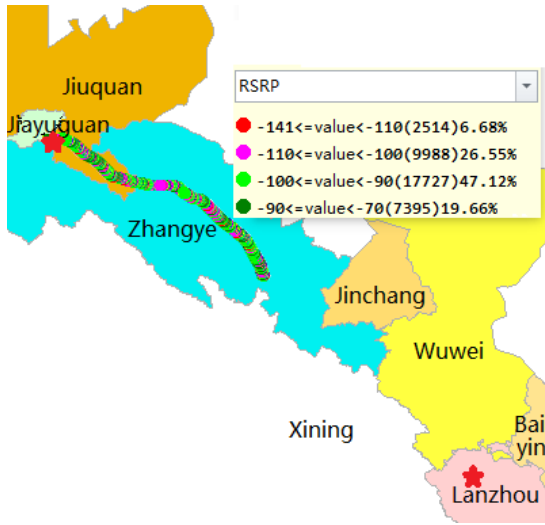 Jiuquan
RSRP
Jiayuguan
-141<=value<-110(2514)6.68%
-110<=value<-100(9988)26.55%
-100<=value<-90(17727)47.12%
-90<=value<-70(7395)19.66%
Zhangye
Jinchang
Wuwei
Xining
Bai
yin
Lanzhou